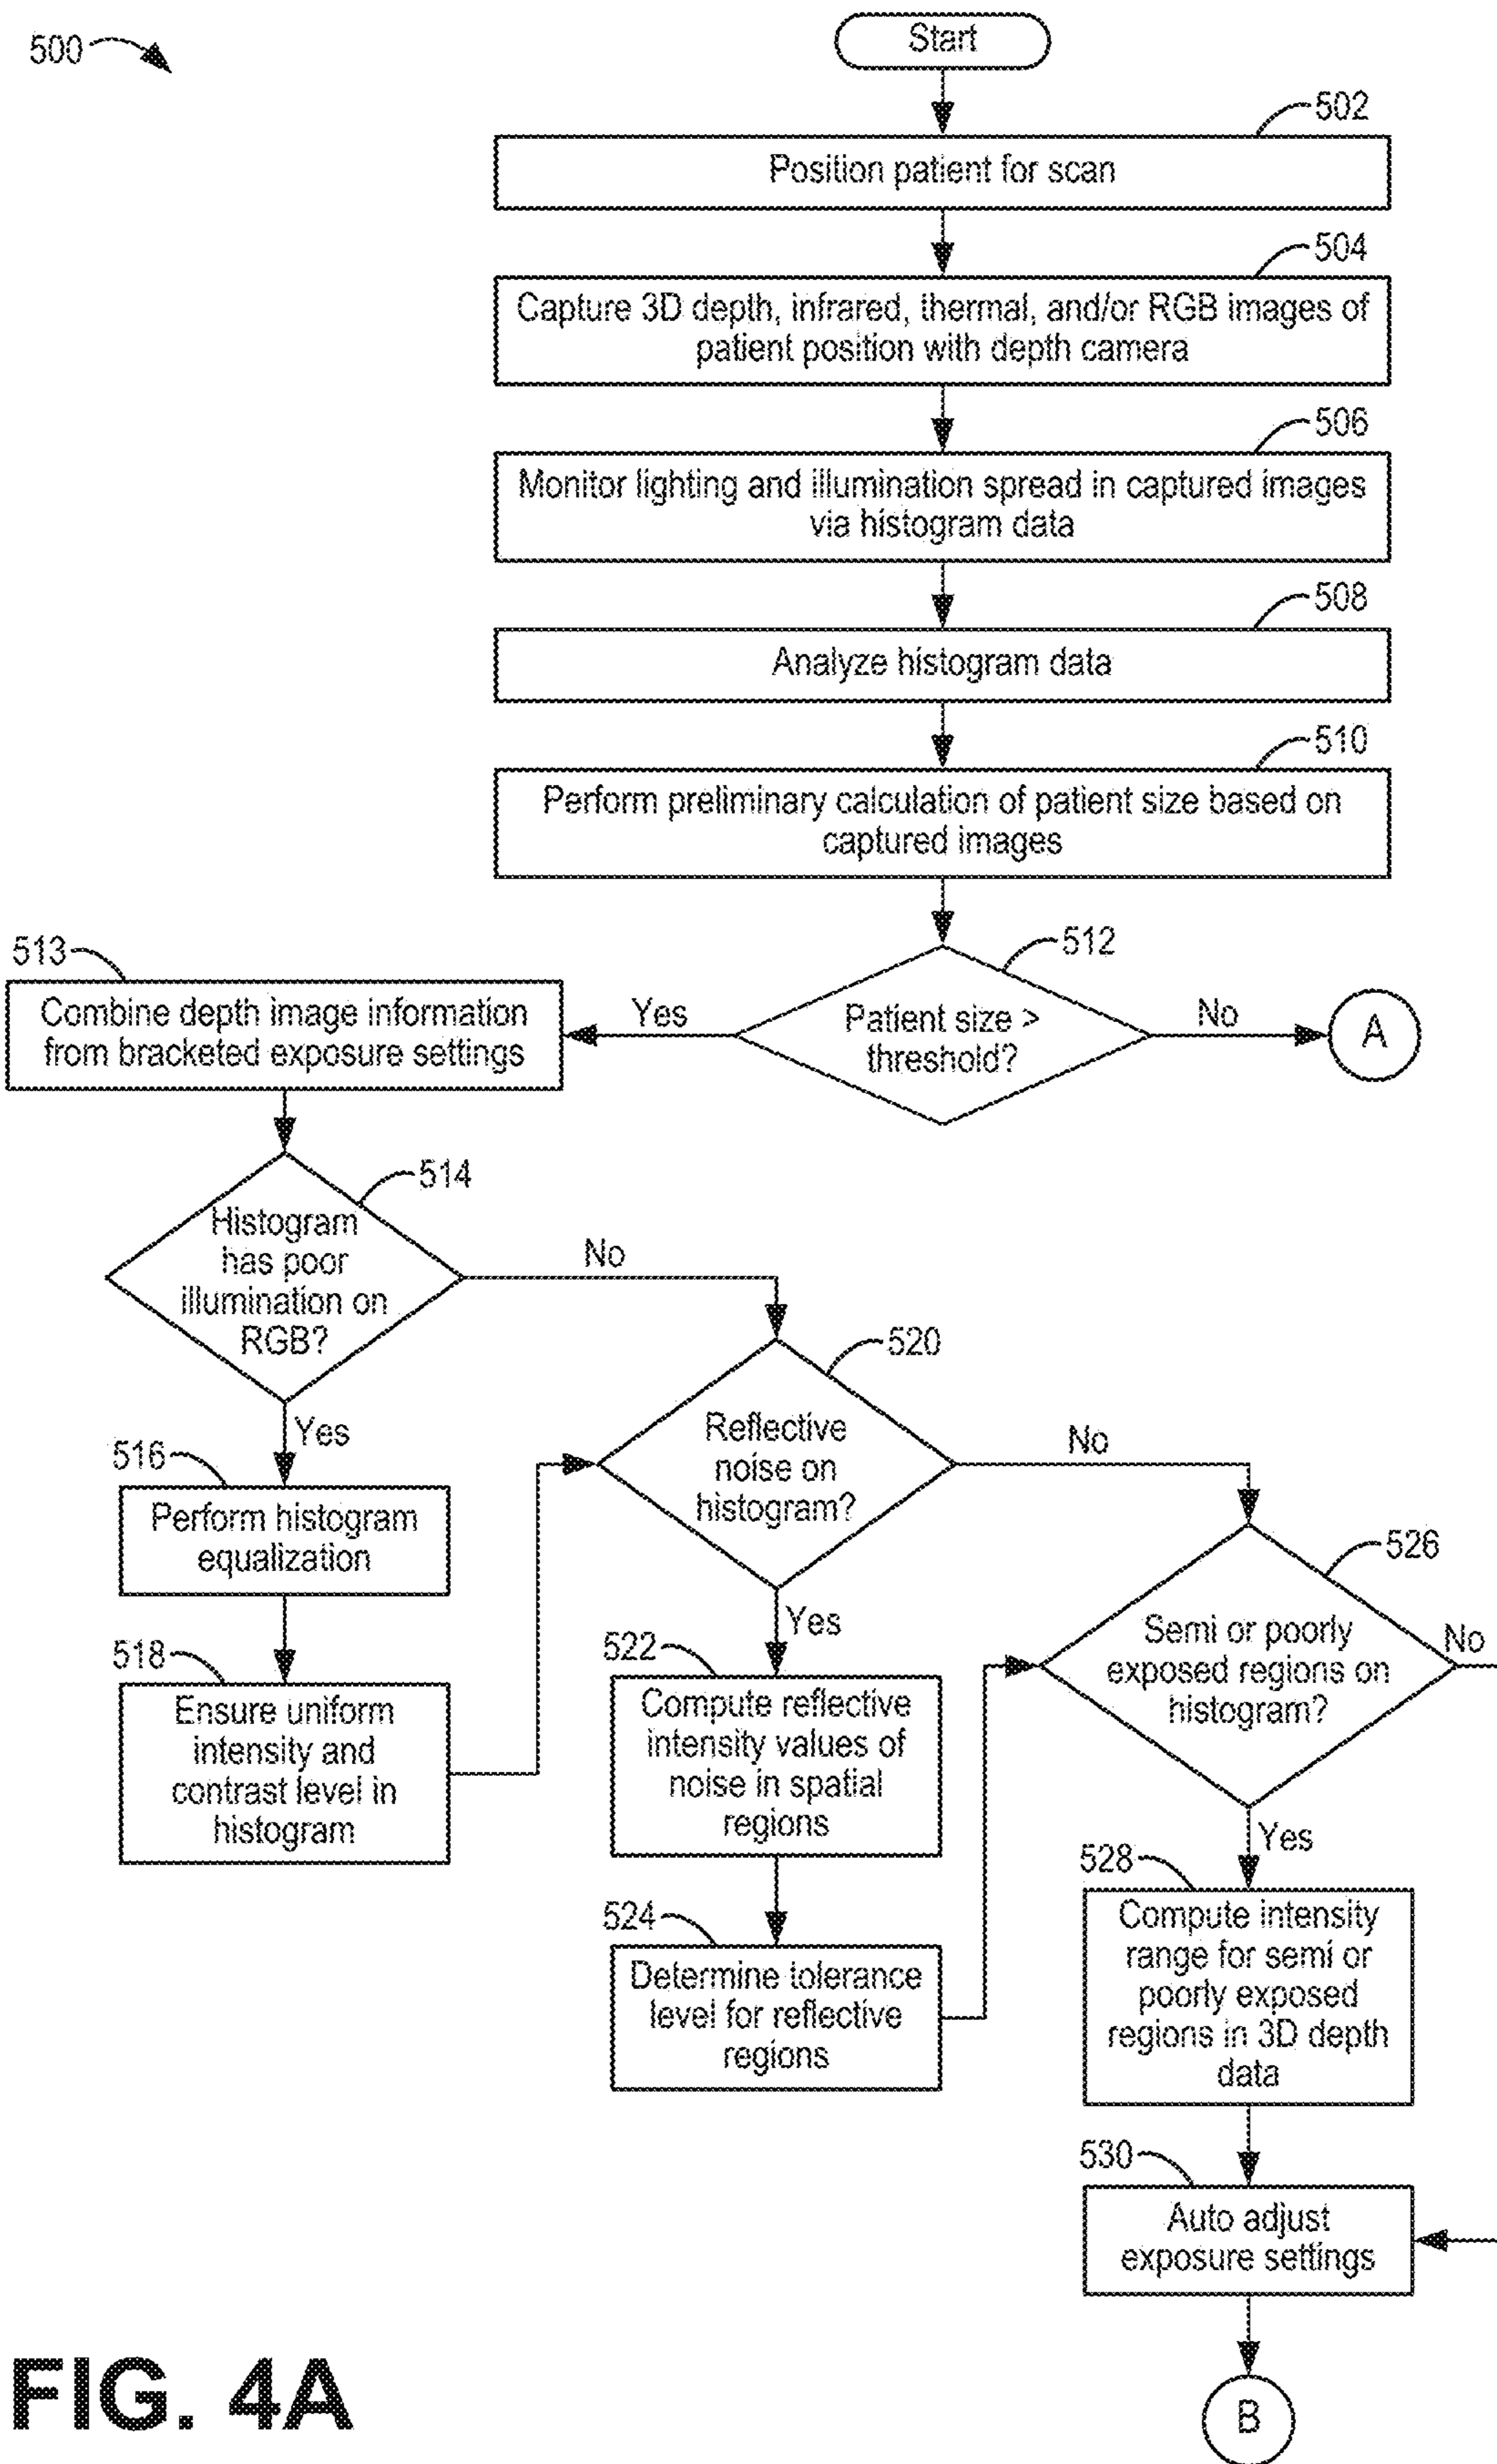 500
Start
502
Position patient for scan
504
Capture 3D depth, infrared, thermal, and/or RGB images of
patient position with depth camera
506
Monitor lighting and illumination spread in captured images
via histogram data
508
Analyze histogram data
510
Perform preliminary calculation of patient size based on
captured images
512
Patient size >
threshold?
Yes
No
A
513
Combine depth image information
from bracketed exposure settings
514
Histogram
has poor
illumination on
RGB?
No
Yes
516
Perform histogram
equalization
518
Ensure uniform
intensity and
contrast level in
histogram
520
Reflective
noise on
histogram?
No
Yes
522
Compute reflective
intensity values of
noise in spatial
regions
524
Determine tolerance
level for reflective
regions
526
Semi or poorly
exposed regions on
histogram?
No
Yes
528
Compute intensity
range for semi or
poorly exposed
regions in 3D depth
data
530
Auto adjust
exposure settings
B
FIG. 4A